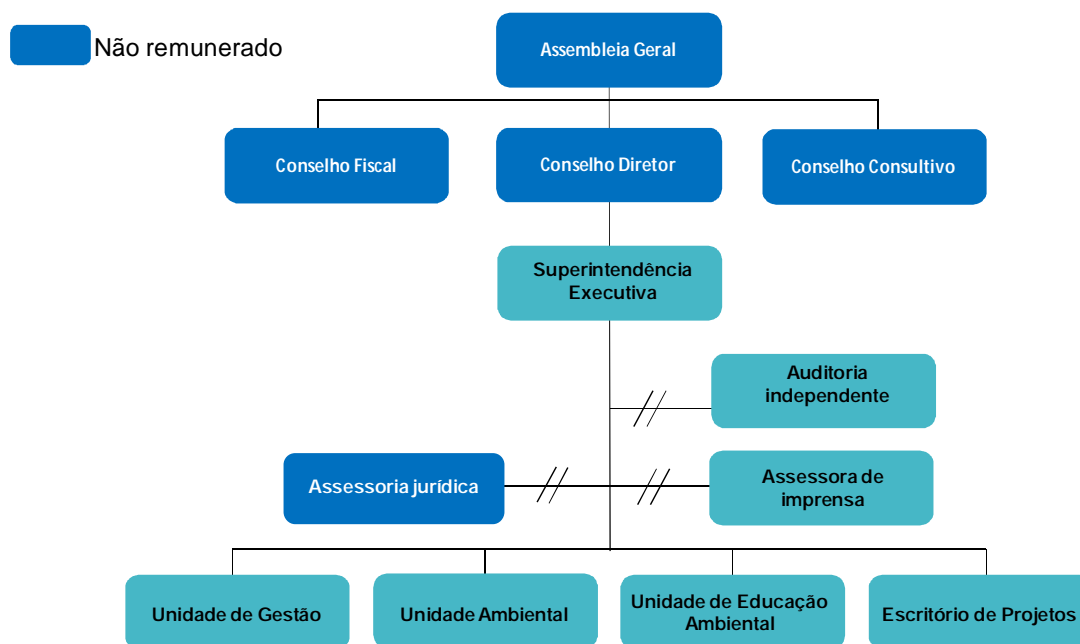 Não remunerado
Assembleia Geral
Conselho Fiscal
Conselho Diretor
Conselho Consultivo
Superintendência
Executiva
Auditoria
independente
Assessoria jurídica
Assessora de
imprensa
Unidade de Gestão
Unidade Ambiental
Unidade de Educação
Ambiental
Escritório de Projetos